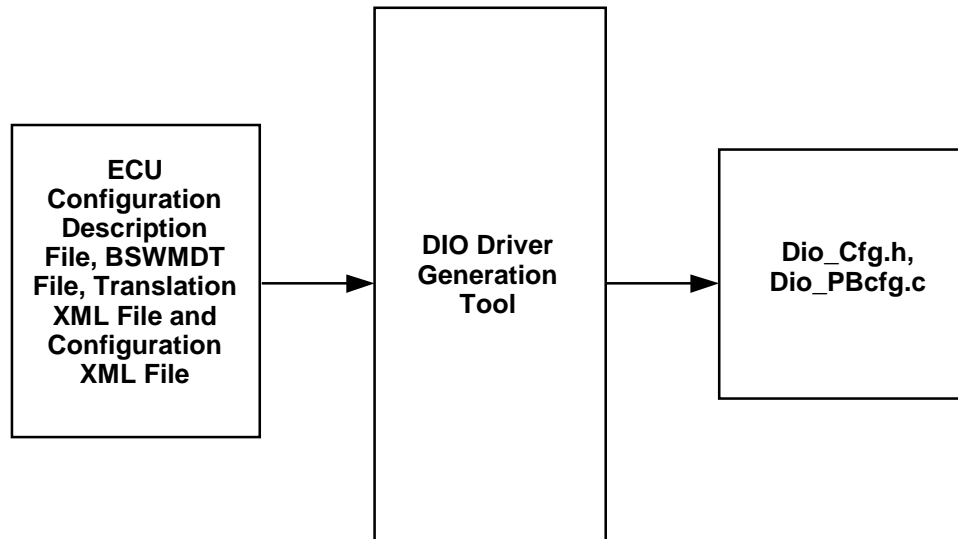 ECU
Configuration
Description
File, BSWMDT
File, Translation
XML File and
Configuration
XML File
DIO Driver
Generation
Tool
Dio_Cfg.h,
Dio_PBcfg.c